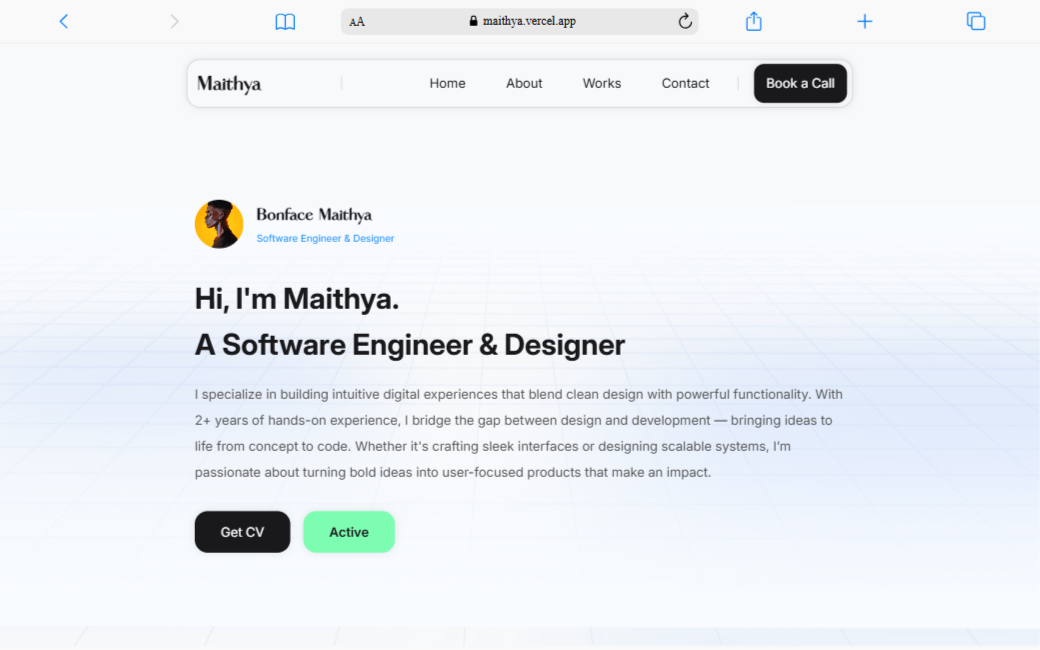 AA maithya.vercel.app
Maithya Home About Works Contact Book a Call
Bonface Maithya
Software Engineer & Designer
Hi, I'm Maithya.
A Software Engineer & Designer
I specialize in building intuitive digital experiences that blend clean design with powerful functionality. With
2+ years of hands-on experience, I bridge the gap between design and development — bringing ideas to
life from concept to code. Whether it's crafting sleek interfaces or designing scalable systems, I'm
passionate about turning bold ideas into user-focused products that make an impact.
Get CV Active